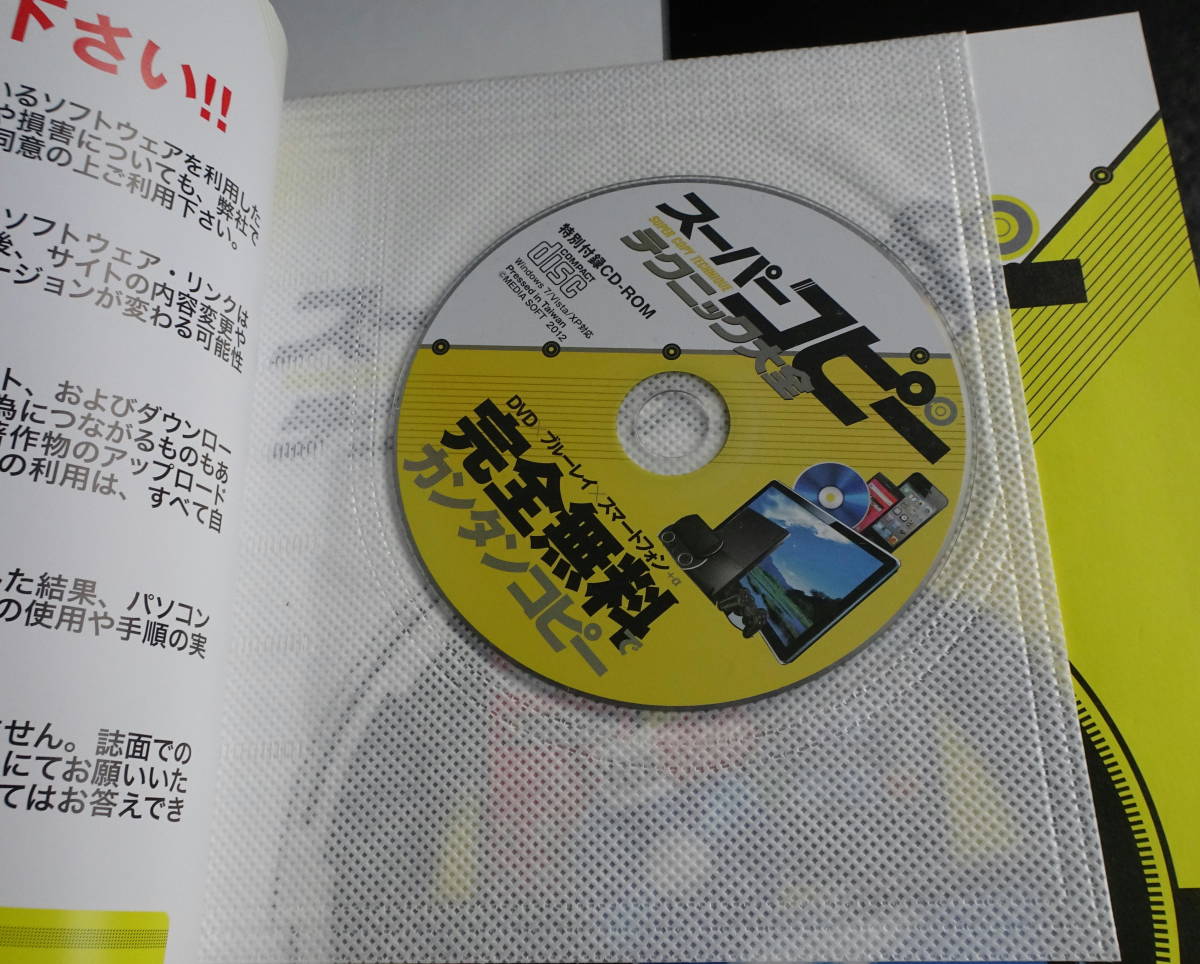 下さい!!
いるソフトウェアを利用した
や損害についても、弊社で
同意の上ご利用下さい。
ソフトウェア・リンクは
後、サイトの内容変更や
ージョンが変わる可能性
ト、およびダウンロー
為につながるものもあ
著作物のアップロード
の利用は、すべて自
した結果、パソコン
の使用や手順の実
せん。誌面での
にてお願いいた
てはお答えでき
スーパーコピー
SUPER COPY TECHNIQUE
テクニック大全
特別付録CD-ROM
COMPACT
disc
Windows 7/Vista/XP対応
Pressed in Taiwan
©MEDIA SOFT 2012
DVD×ブルーレイ×スマートフォン+α
完全無料で
カンタンコピー